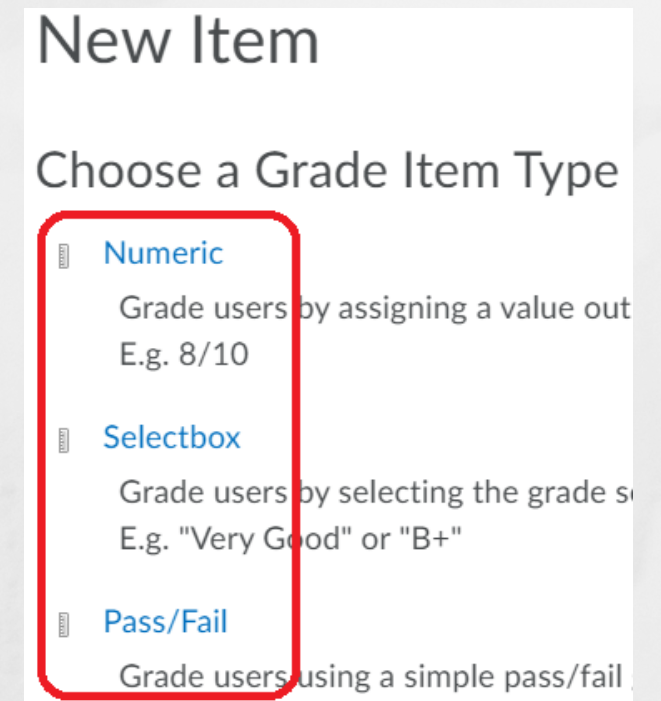 New Item
Choose a Grade Item Type
Numeric
Grade users by assigning a value out
E.g. 8/10
Selectbox
Grade users by selecting the grade
E.g. "Very Good" or "B+"
Pass/Fail
Grade users using a simple pass/fail